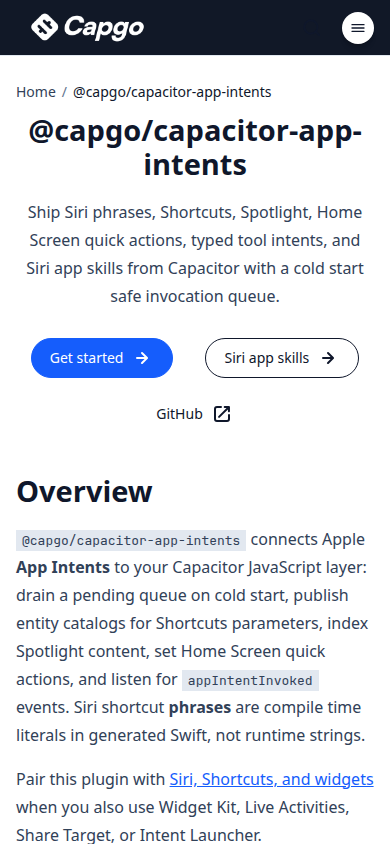 Capgo
Home / @capgo/capacitor-app-intents
@capgo/capacitor-app-
intents
Ship Siri phrases, Shortcuts, Spotlight, Home
Screen quick actions, typed tool intents, and
Siri app skills from Capacitor with a cold start
safe invocation queue.
Get started
Siri app skills
GitHub
Overview
@capgo/capacitor-app-intents connects Apple
App Intents to your Capacitor JavaScript layer:
drain a pending queue on cold start, publish
entity catalogs for Shortcuts parameters, index
Spotlight content, set Home Screen quick
actions, and listen for appIntentInvoked
events. Siri shortcut phrases are compile time
literals in generated Swift, not runtime strings.
Pair this plugin with Siri, Shortcuts, and widgets
when you also use Widget Kit, Live Activities,
Share Target, or Intent Launcher.